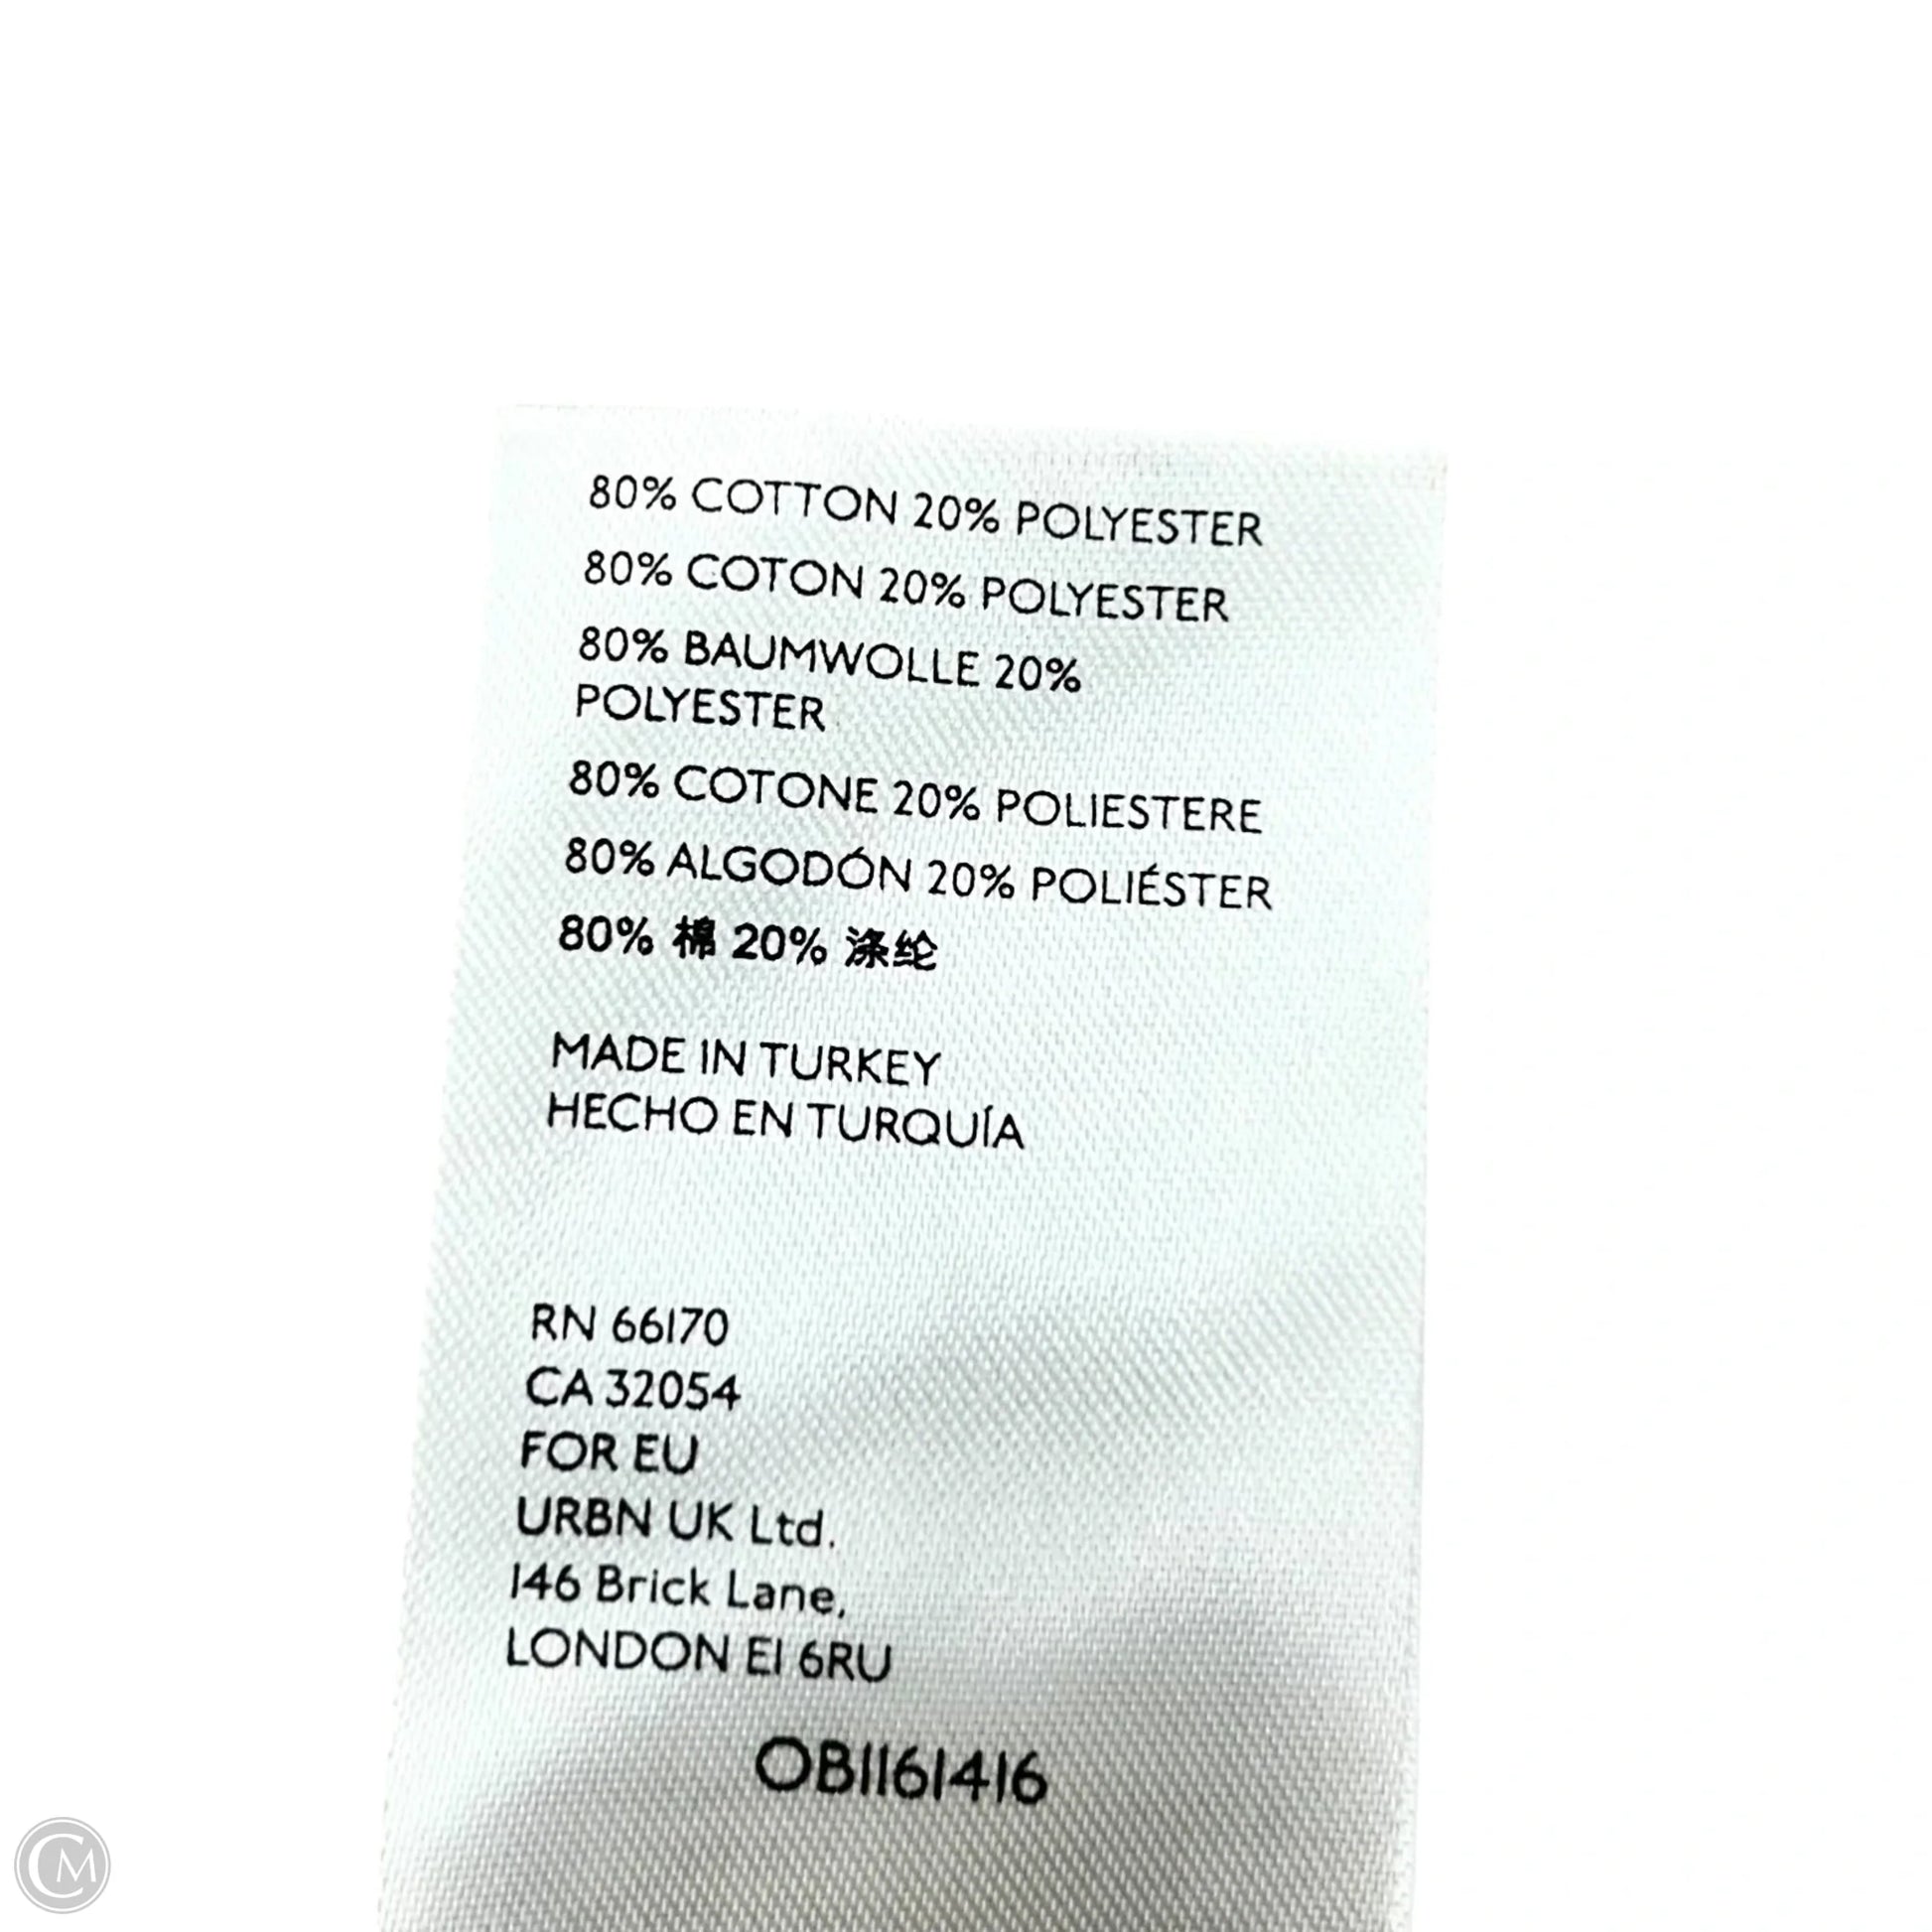 80% COTTON 20% POLYESTER
80% COTON 20% POLYESTER
80% BAUMWOLLE 20%
POLYESTER
80% COTONE 20% POLIESTERE
80% ALGODÓN 20% POLIÉSTER
80% 棉 20% 涤纶
MADE IN TURKEY
HECHO EN TURQUÍA
RN 66170
CA 32054
FOR EU
URBN UK Ltd.
146 Brick Lane,
LONDON E1 6RU
OB1161416
CM